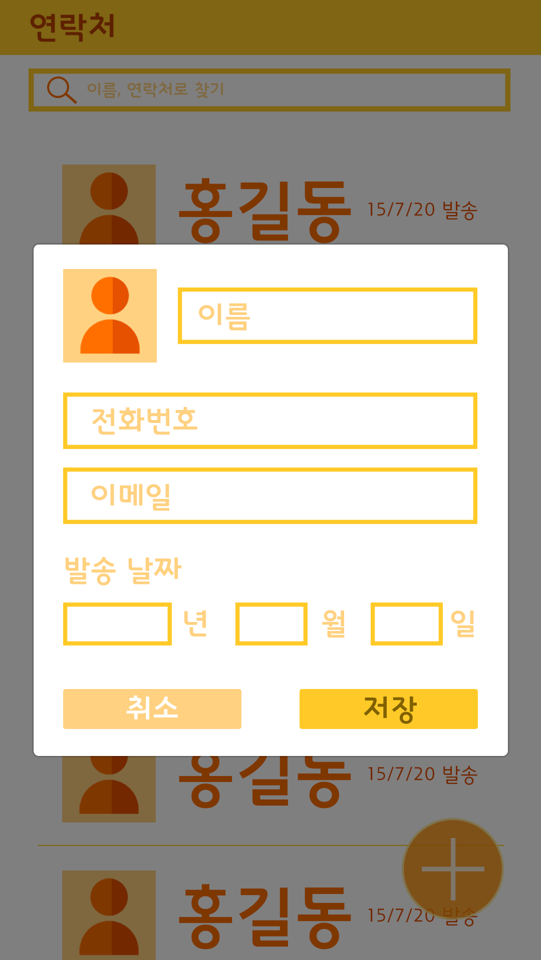 연락처
이름, 연락처로 찾기
홍길동 15/7/20 발송
이름
전화번호
이메일
발송 날짜
년 월 일
취소 저장
홍길동 15/7/20 발송
홍길동 15/7/20 발송